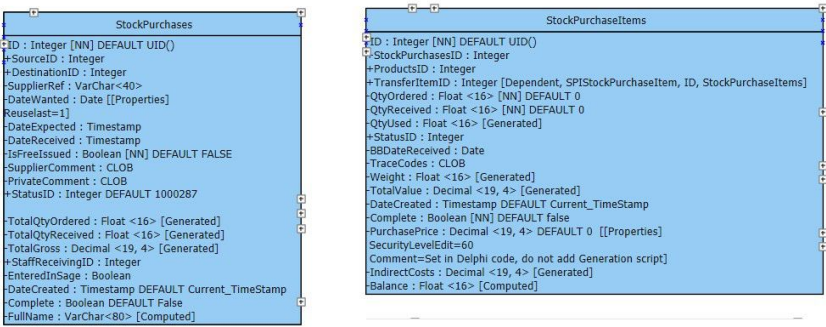 StockPurchases
ID : Integer [NN] DEFAULT UID()
+SourceID : Integer
+DestinationID : Integer
-SupplierRef : VarChar<40>
-DateWanted : Date [[Properties]
Reuselast=1]
-DateExpected : Timestamp
-DateReceived : Timestamp
-IsFreeIssued : Boolean [NN] DEFAULT FALSE
-SupplierComment : CLOB
-PrivateComment : CLOB
+StatusID : Integer DEFAULT 1000287
-TotalQtyOrdered : Float <16> [Generated]
-TotalQtyReceived : Float <16> [Generated]
-TotalGross : Decimal <19, 4> [Generated]
+StaffReceivingID : Integer
-EnteredInSage : Boolean
-DateCreated : Timestamp DEFAULT Current_TimeStamp
-Complete : Boolean DEFAULT False
-FullName : VarChar<80> [Computed]
StockPurchaseItems
ID : Integer [NN] DEFAULT UID()
-StockPurchasesID : Integer
+ProductsID : Integer
+TransferItemID : Integer [Dependent, SPIStockPurchaseItem, ID, StockPurchaseItems]
-QtyOrdered : Float <16> [NN] DEFAULT 0
-QtyReceived : Float <16> [NN] DEFAULT 0
-QtyUsed : Float <16> [Generated]
+StatusID : Integer
-BBDateReceived : Date
-TraceCodes : CLOB
-Weight : Float <16> [Generated]
-TotalValue : Decimal <19, 4> [Generated]
-DateCreated : Timestamp DEFAULT Current_TimeStamp
-Complete : Boolean [NN] DEFAULT false
-PurchasePrice : Decimal <19, 4> DEFAULT 0 [[Properties]
SecurityLevelEdit=60
Comment=Set in Delphi code, do not add Generation script]
-IndirectCosts : Decimal <19, 4> [Generated]
-Balance : Float <16> [Computed]